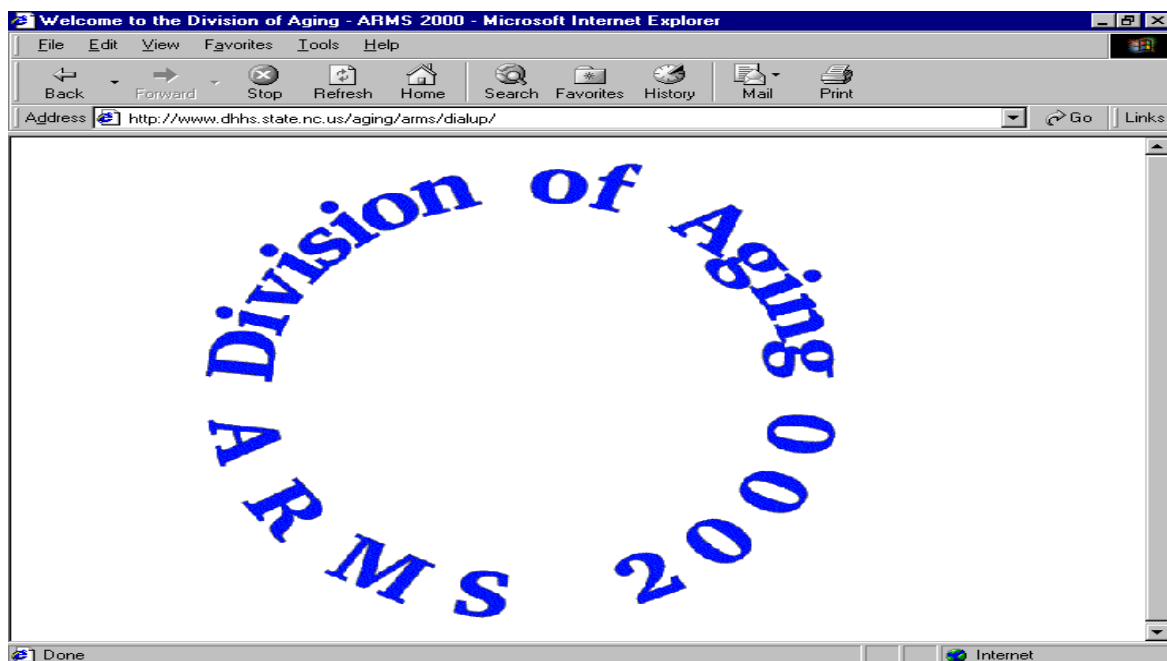 Welcome to the Division of Aging - ARMS 2000 - Microsoft Internet Explorer
File Edit View Favorites Tools Help
Back Forward Stop Refresh Home Search Favorites History Mail Print
Address http://www.dhhs.state.nc.us/aging/arms/dialup/ Go Links
Division of Aging
ARMS 2000
Done Internet